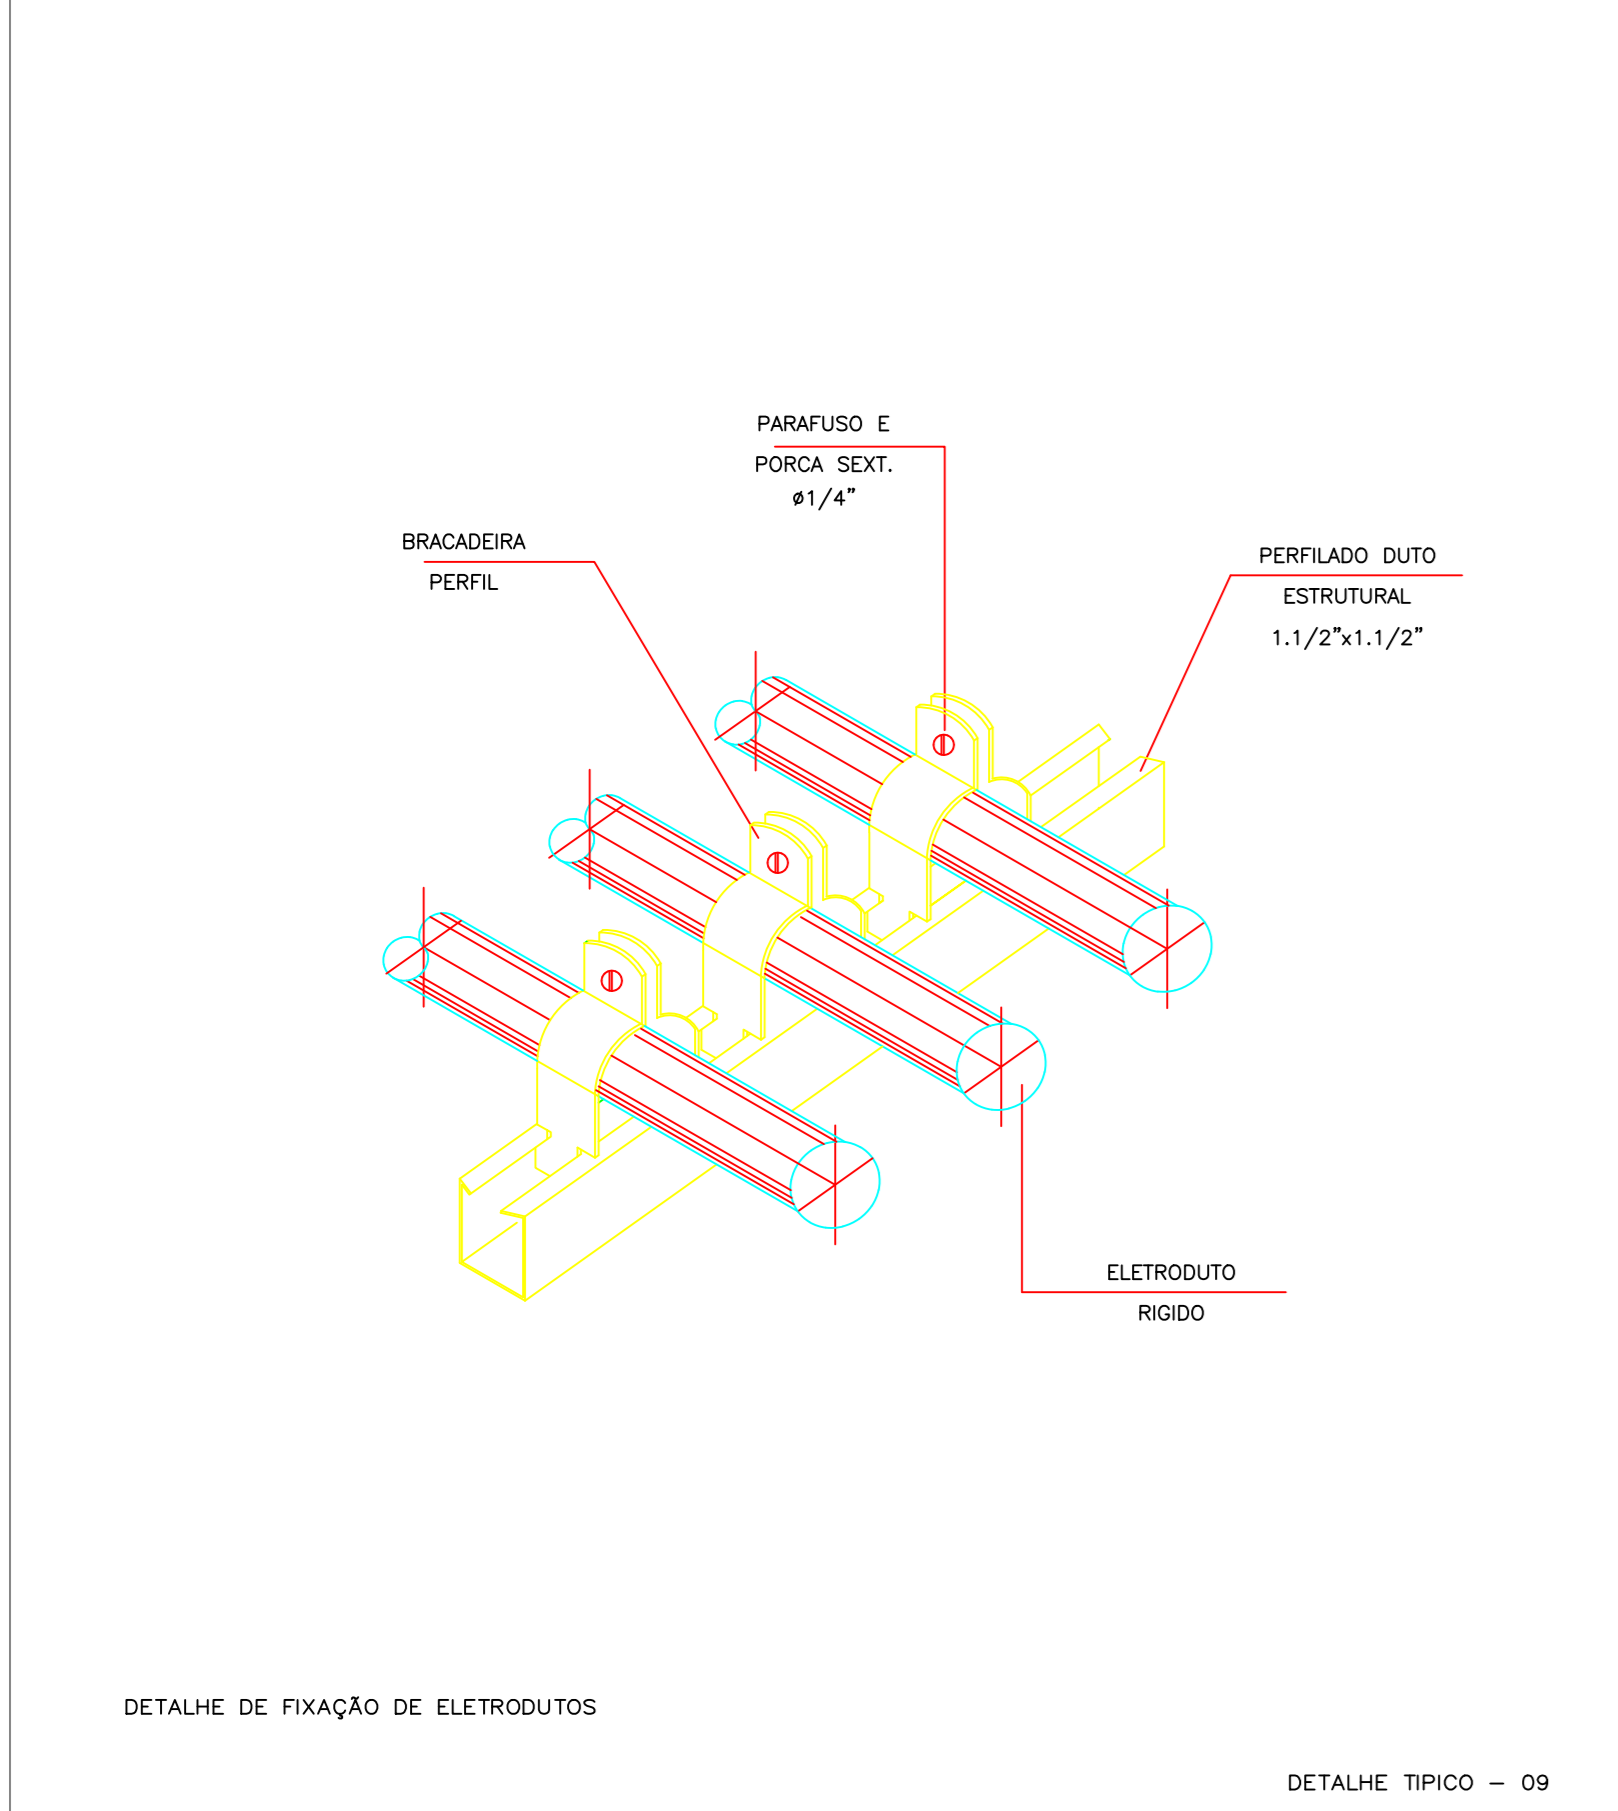 PARAFUSO E
PORCA SEXT.
ø1/4"
BRACADEIRA
PERFIL
PERFILADO DUTO
ESTRUTURAL
1.1/2"x1.1/2"
ELETRODUTO
RIGIDO
DETALHE DE FIXAÇÃO DE ELETRODUTOS
DETALHE TIPICO - 09